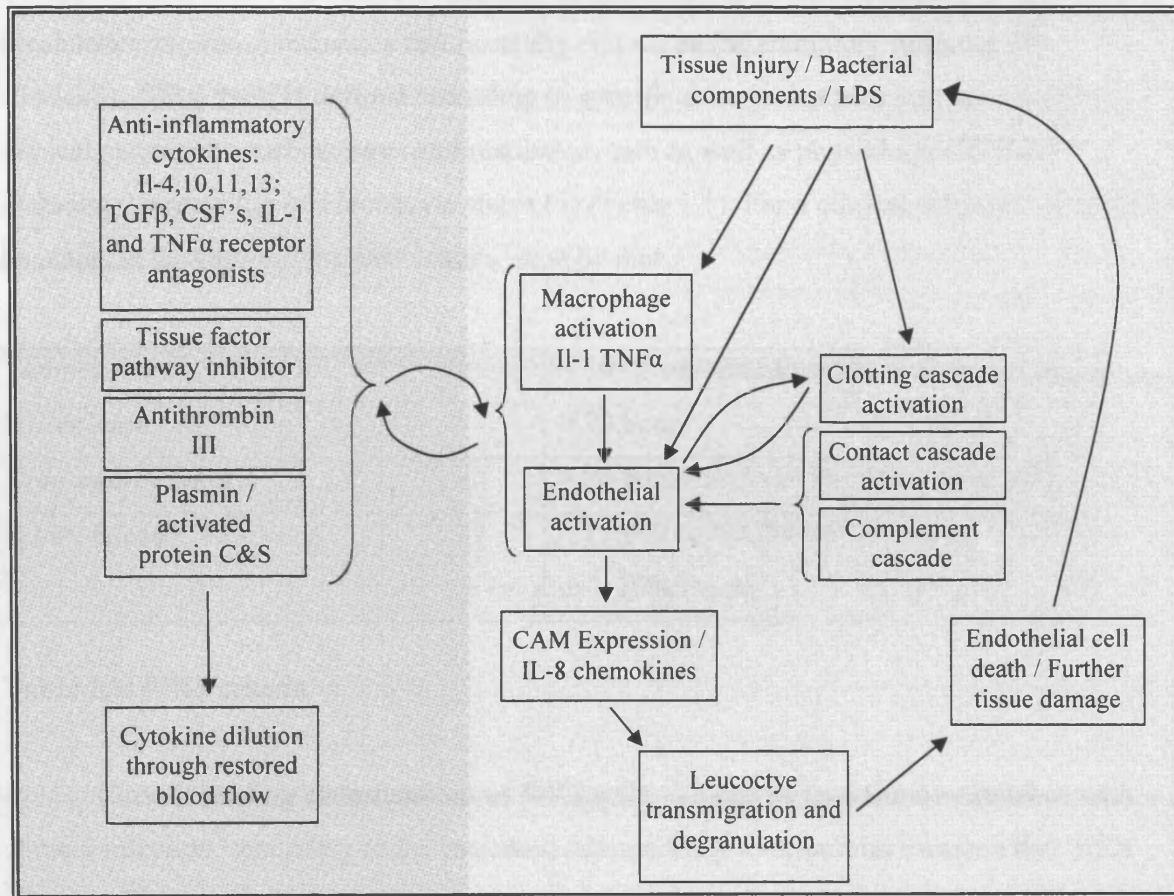 Tissue Injury / Bacterial
components / LPS
Anti-inflammatory
cytokines:
Il-4,10,11,13;
TGFβ, CSF's, IL-1
and TNFα receptor
antagonists
Tissue factor
pathway inhibitor
Antithrombin
III
Plasmin /
activated
protein C&S
Cytokine dilution
through restored
blood flow
Macrophage
activation
Il-1 TNFα
Endothelial
activation
CAM Expression /
IL-8 chemokines
Leucoctye
transmigration and
degranulation
Clotting cascade
activation
Contact cascade
activation
Complement
cascade
Endothelial cell
death / Further
tissue damage